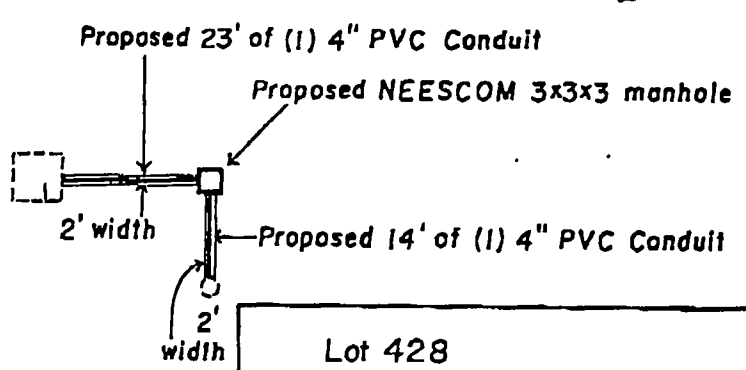 Proposed 23' of (1) 4" PVC Conduit
Proposed NEESCOM 3x3x3 manhole
2' width
Proposed 14' of (1) 4" PVC Conduit
2'
width
Lot 428